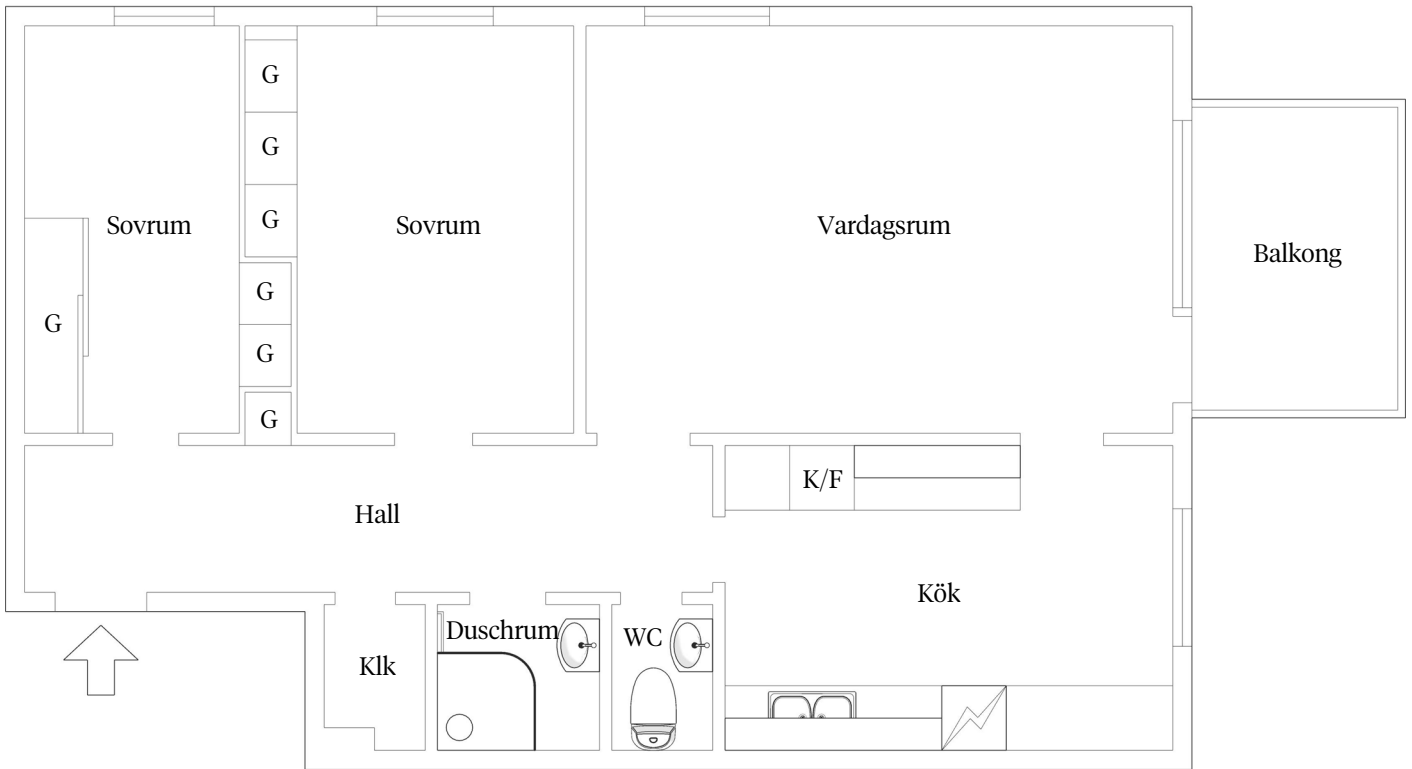 G
G
G
Sovrum
Sovrum
Vardagsrum
Balkong
G
G
G
G
K/F
Hall
Kök
Duschrum
WC
Klk